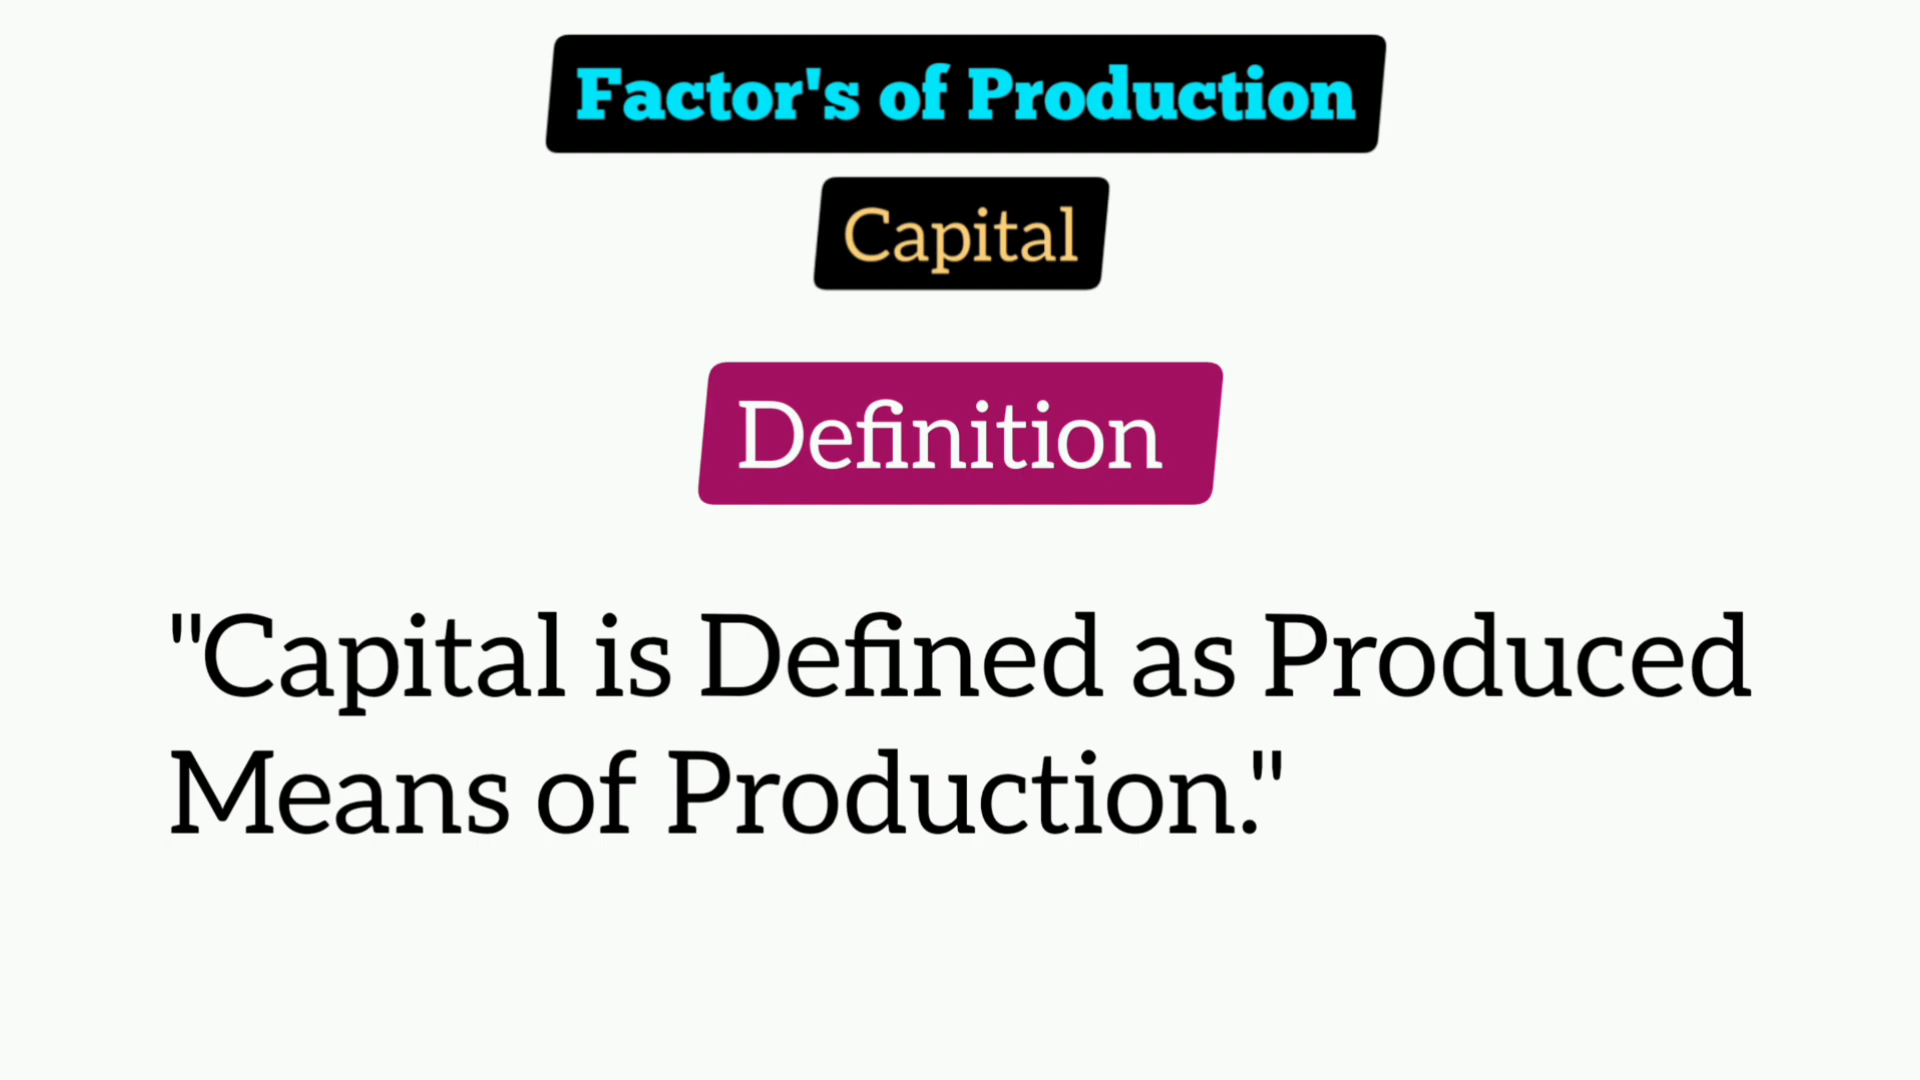 Factor's of Production
Capital
Definition
"Capital is Defined as Produced
Means of Production."